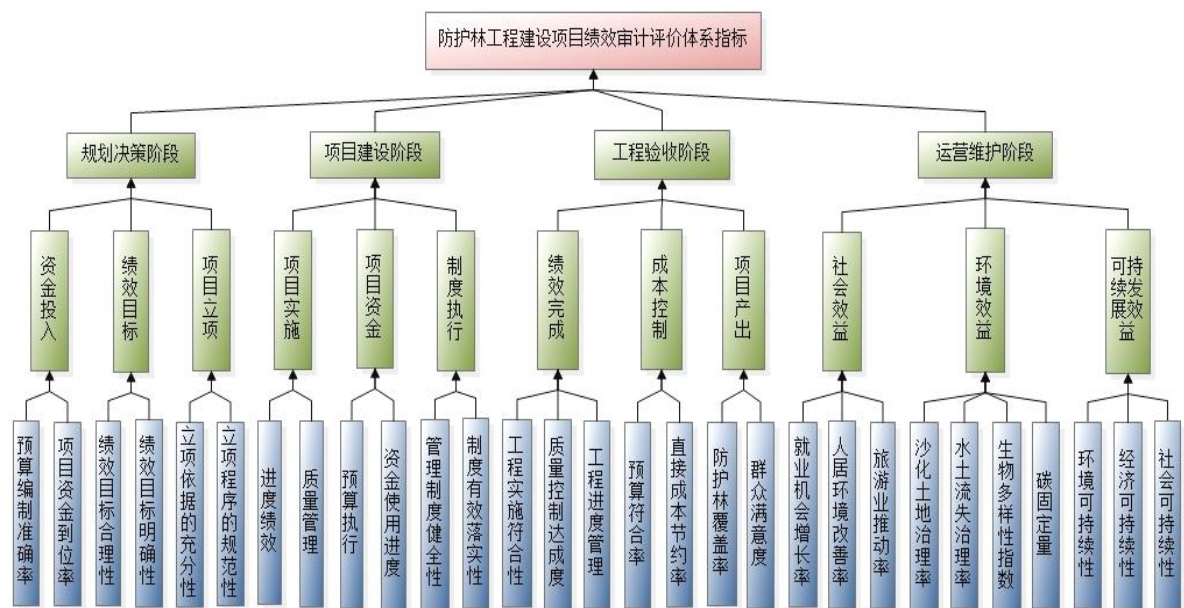 防护林工程建设项目绩效审计评价体系指标
规划决策阶段
项目建设阶段
工程验收阶段
运营维护阶段
资金投入
绩效目标
项目立项
项目实施
项目资金
制度执行
绩效完成
成本控制
项目产出
社会效益
环境效益
可持续发展效益
预算编制准确率
项目资金到位率
绩效目标合理性
绩效目标明确性
立项依据的充分性
立项程序的规范性
进度绩效
质量管理
预算执行
资金使用进度
管理制度健全性
制度有效落实性
工程实施符合性
质量控制达成度
工程进度管理
预算符合率
直接成本节约率
防护林覆盖率
群众满意度
就业机会增长率
人居环境改善率
旅游业推动率
沙化土地治理率
水土流失治理率
生物多样性指数
碳固定量
环境可持续性
经济可持续性
社会可持续性